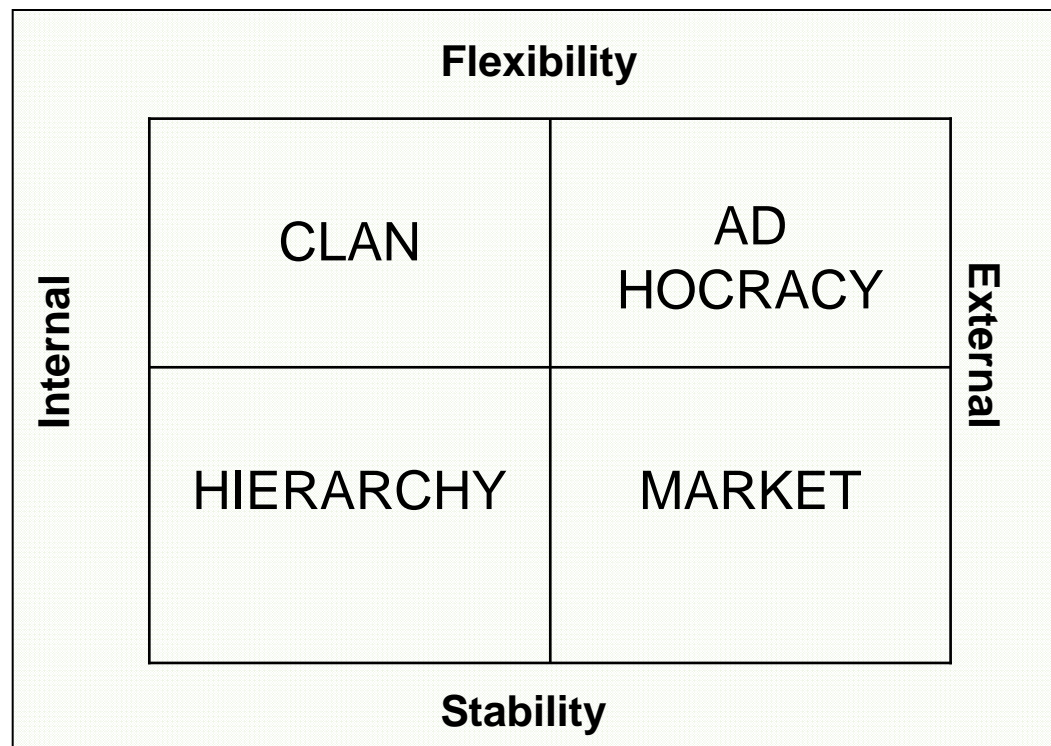 Flexibility
CLAN
AD
HOCRACY
Internal
External
HIERARCHY
MARKET
Stability